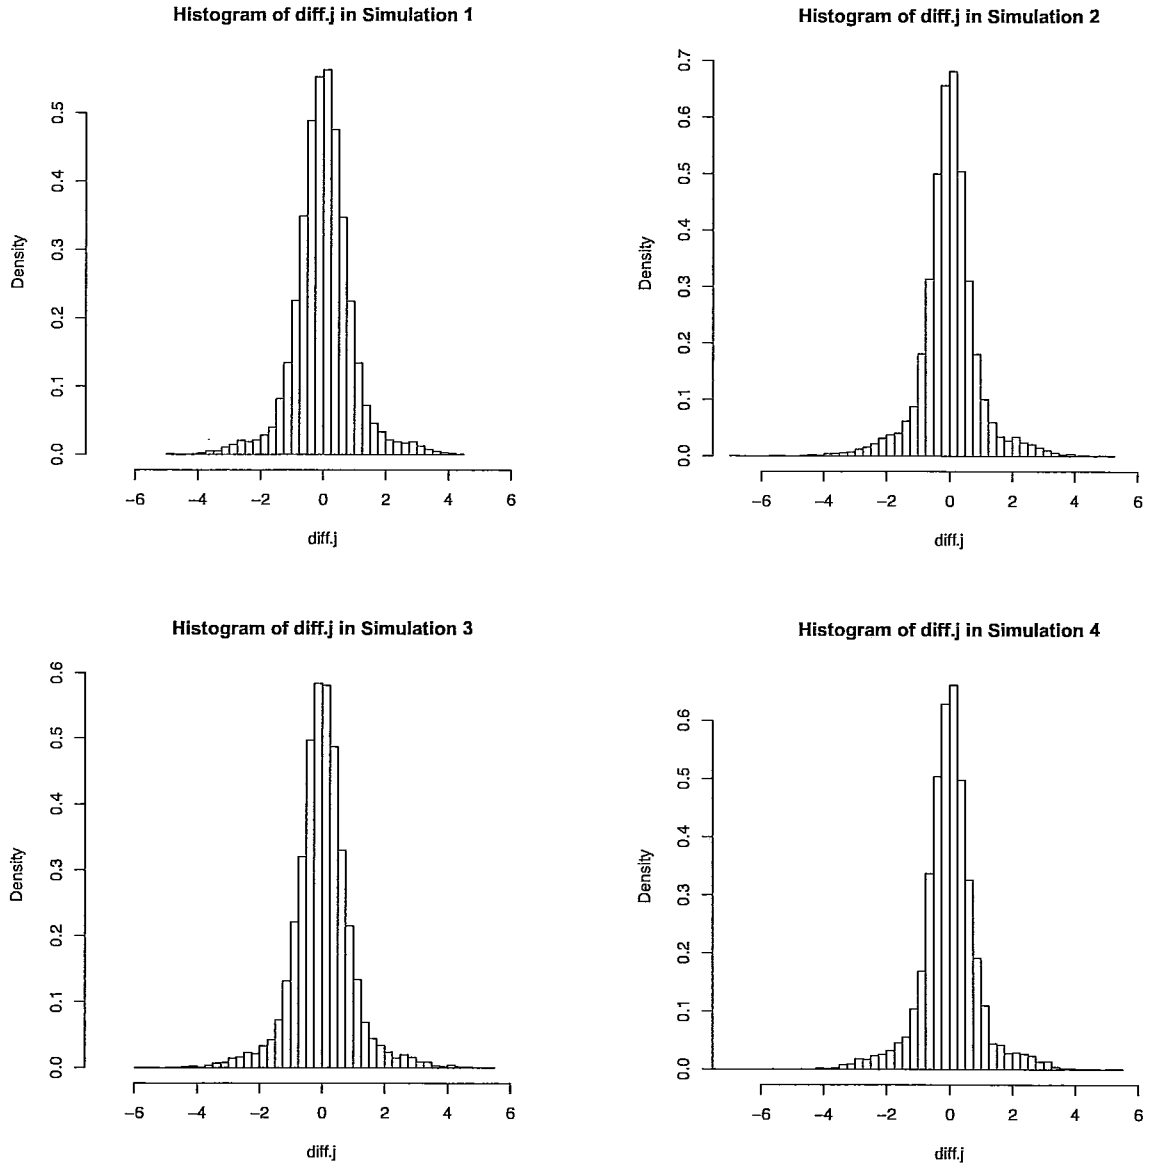 Histogram of diff.j in Simulation 1
Density
0.0 0.1 0.2 0.3 0.4 0.5
−6 −4 −2 0 2 4 6
diff.j
Histogram of diff.j in Simulation 2
Density
0.0 0.1 0.2 0.3 0.4 0.5 0.6 0.7
−6 −4 −2 0 2 4 6
diff.j
Histogram of diff.j in Simulation 3
Density
0.0 0.1 0.2 0.3 0.4 0.5 0.6
−6 −4 −2 0 2 4 6
diff.j
Histogram of diff.j in Simulation 4
Density
0.0 0.1 0.2 0.3 0.4 0.5 0.6
−6 −4 −2 0 2 4 6
diff.j